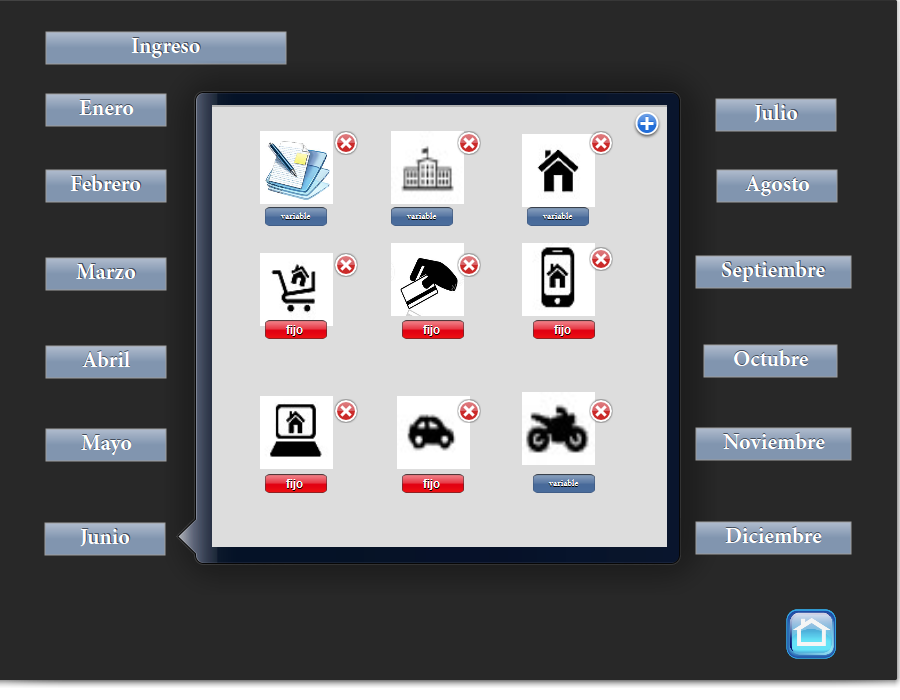 Ingreso
Enero
Febrero
Marzo
Abril
Mayo
Junio
variable
variable
variable
fijo
fijo
fijo
fijo
fijo
variable
Julio
Agosto
Septiembre
Octubre
Noviembre
Diciembre